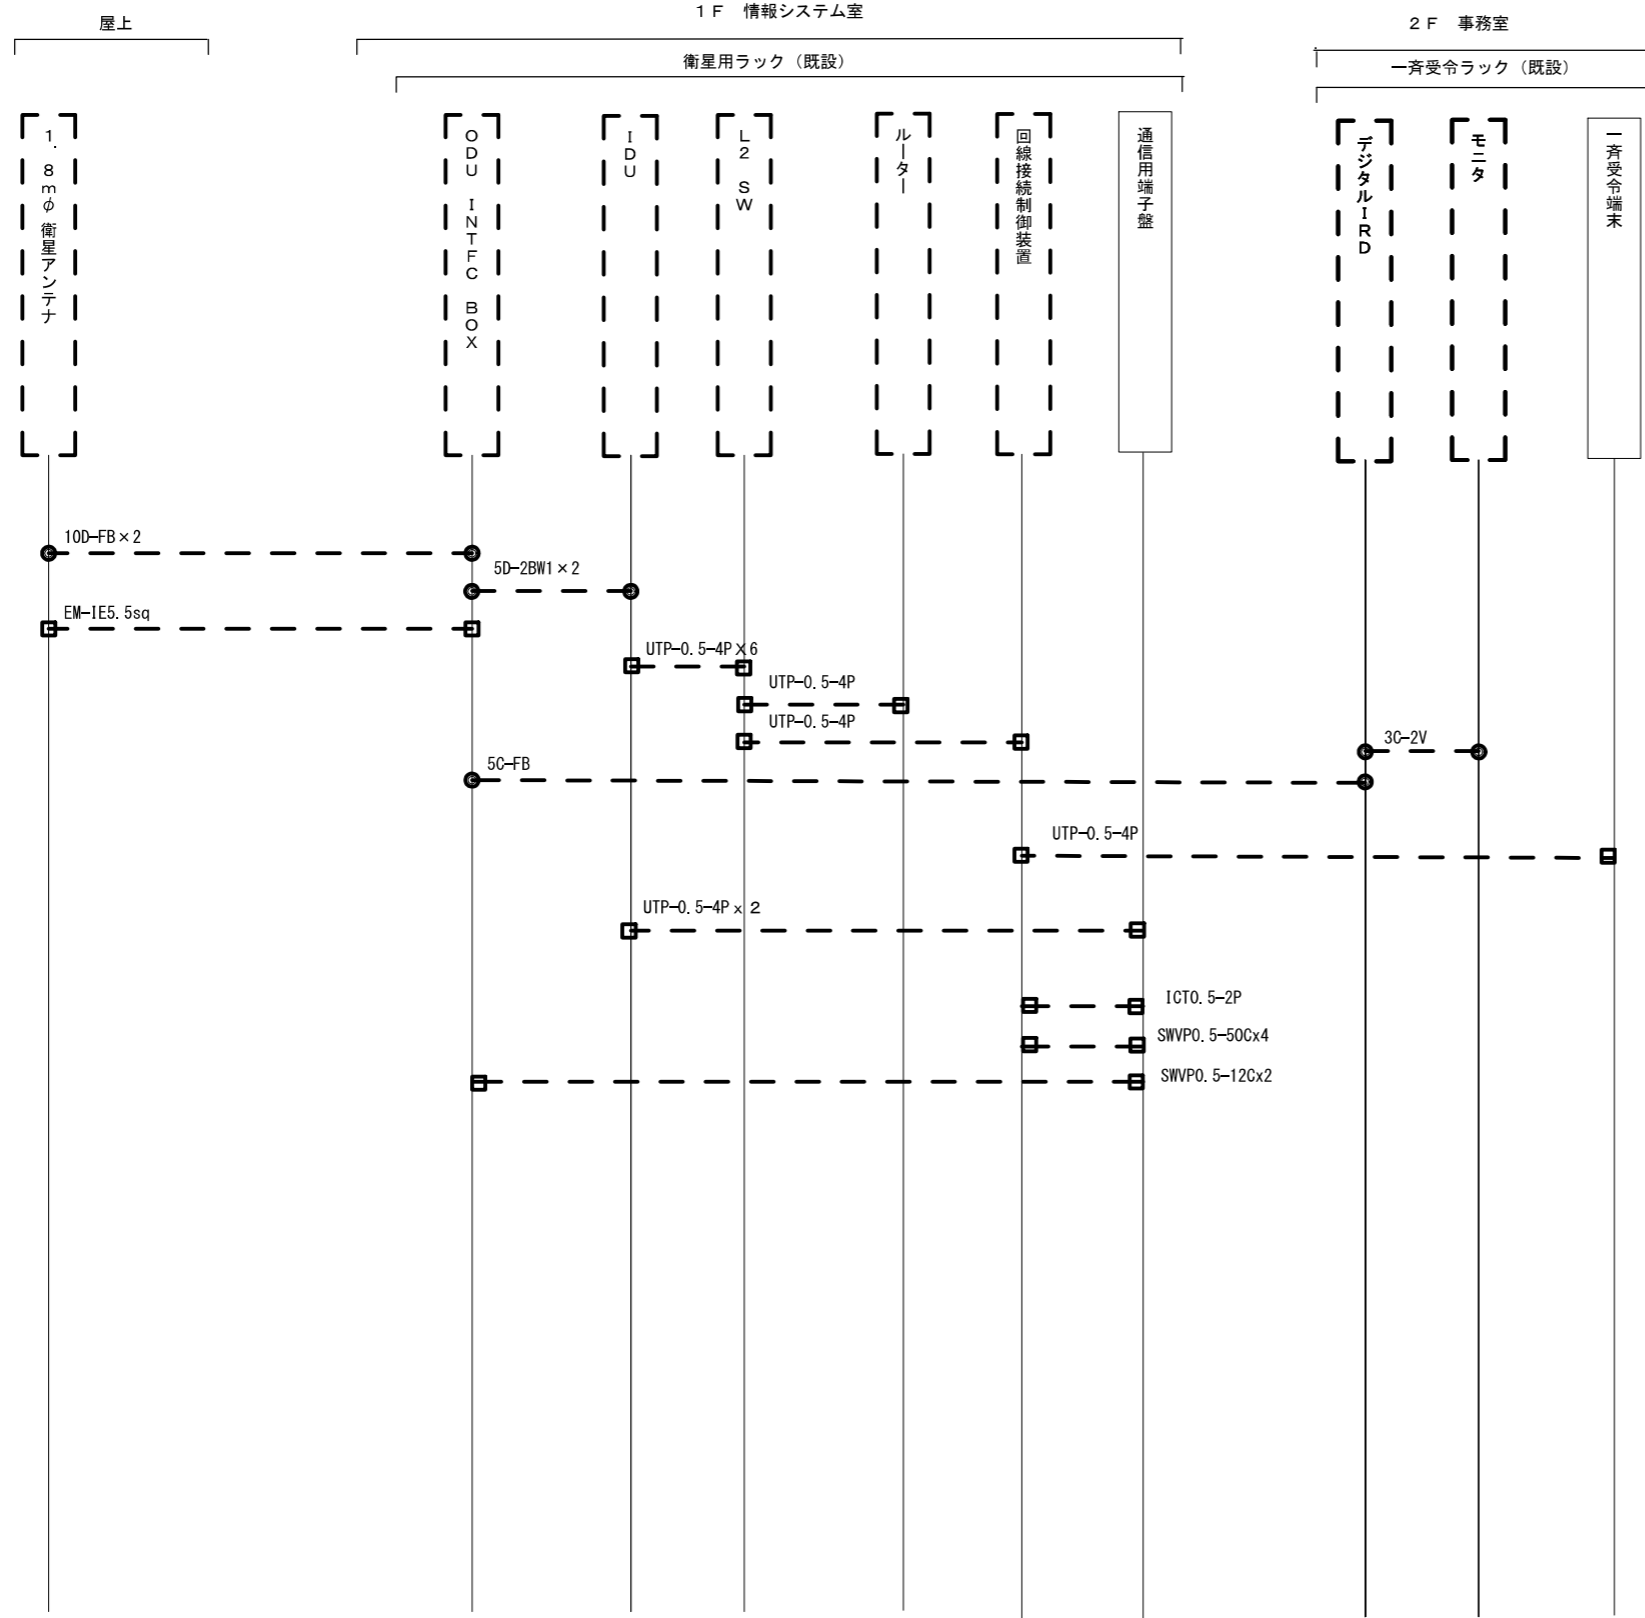 屋上
１Ｆ　情報システム室
２Ｆ　事務室
衛星用ラック（既設）
一斉受令ラック（既設）
１．８ｍφ　衛星アンテナ
ＯＤＵ　ＩＮＴＦＣ　ＢＯＸ
ＩＤＵ
Ｌ２　ＳＷ
ルーター
回線接続制御装置
通信用端子盤
デジタルＩＲＤ
モニタ
一斉受令端末
10D-FB×2
5D-2BW1×2
EM-IE5.5sq
UTP-0.5-4P×6
UTP-0.5-4P
UTP-0.5-4P
3C-2V
5C-FB
UTP-0.5-4P
UTP-0.5-4P×２
ICT0.5-2P
SWVP0.5-50Cx4
SWVP0.5-12Cx2